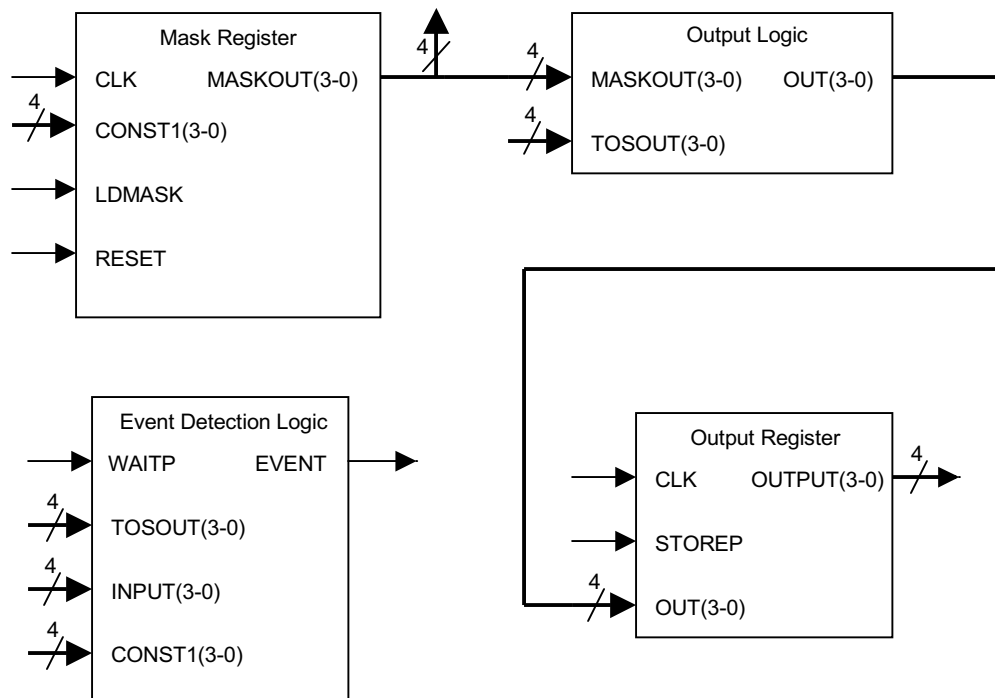 Mask Register
CLK MASKOUT(3-0)
4
CONST1(3-0)
LDMASK
RESET
4
Output Logic
4
MASKOUT(3-0) OUT(3-0)
4
TOSOUT(3-0)
Event Detection Logic
WAITP EVENT
4
TOSOUT(3-0)
4
INPUT(3-0)
4
CONST1(3-0)
Output Register
CLK OUTPUT(3-0)
4
STOREP
4
OUT(3-0)